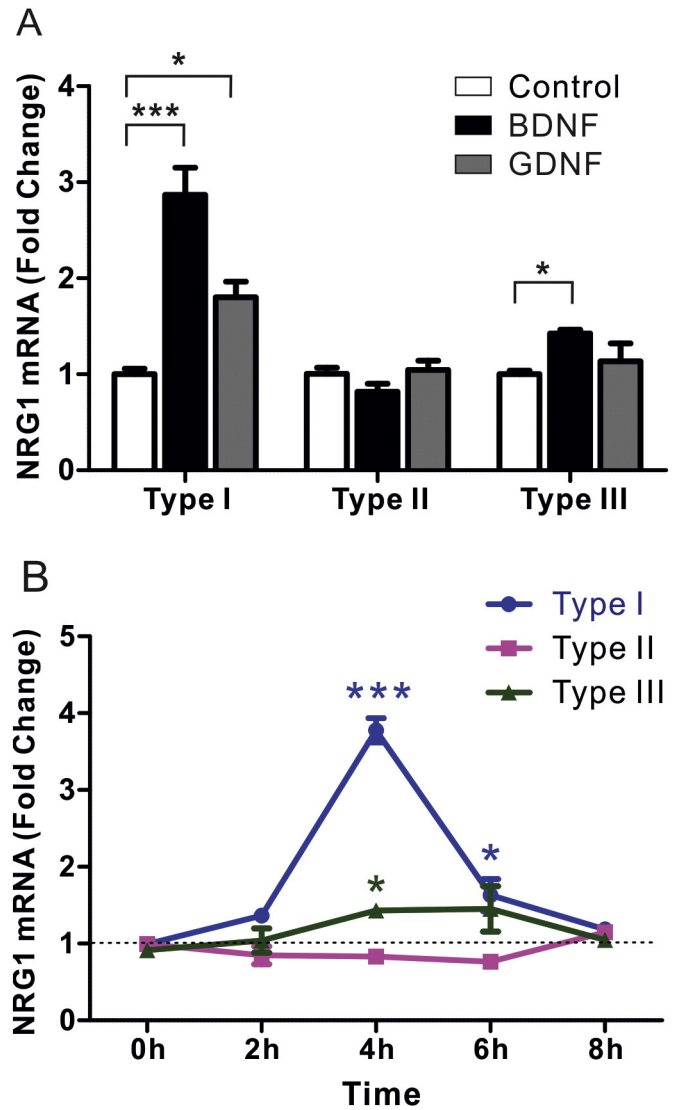 A
NRG1 mRNA (Fold Change)
4
3
2
1
0
*
***
*
Control
BDNF
GDNF
Type I
Type II
Type III
B
NRG1 mRNA (Fold Change)
5
4
3
2
1
0
***
*
*
Type I
Type II
Type III
0h
2h
4h
6h
8h
Time